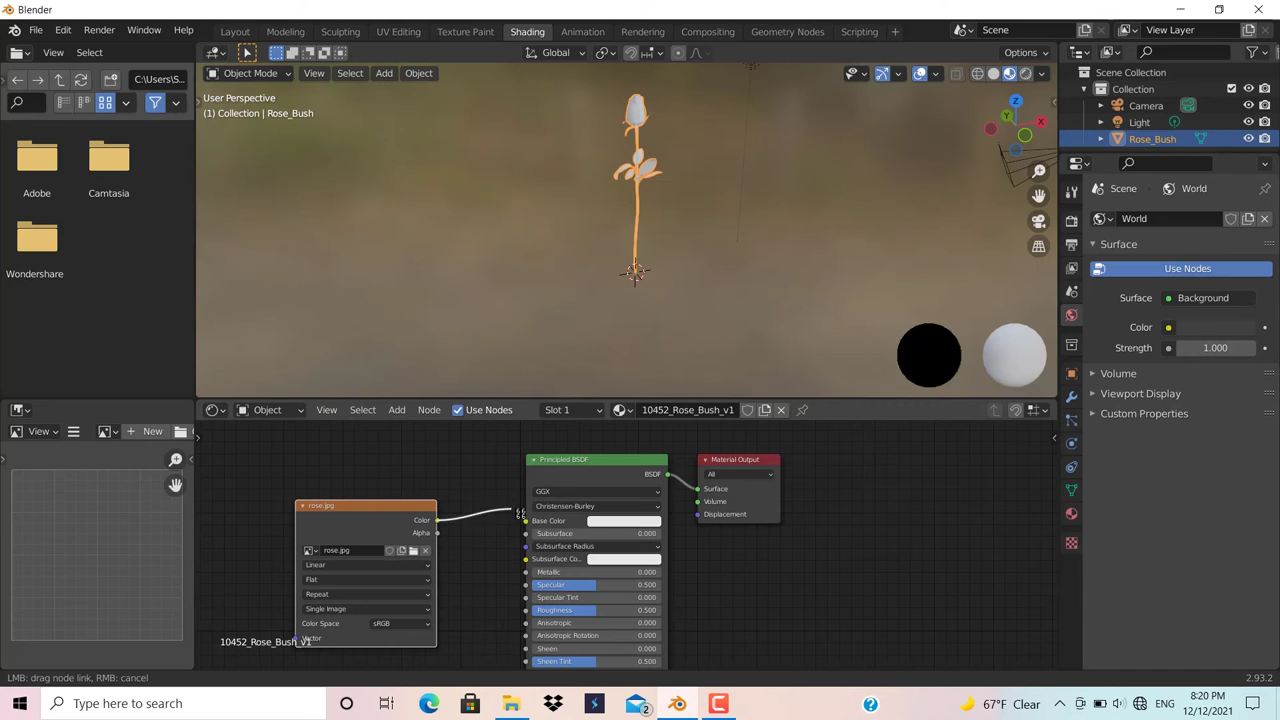 Blender
File Edit Render Window Help
Layout Modeling Sculpting UV Editing Texture Paint Shading Animation Rendering Compositing Geometry Nodes Scripting
Scene
View Layer
View Select
Global
Options
C:\Users\S...
Object Mode View Select Add Object
User Perspective
(1) Collection | Rose_Bush
Z
Y
X
Adobe
Camtasia
Wondershare
Scene Collection
Collection
Camera
Light
Rose_Bush
Scene
World
World
Surface
Use Nodes
Surface
Background
Color
Strength
1.000
Volume
Viewport Display
Custom Properties
View
New
Object View Select Add Node Use Nodes Slot 1 10452_Rose_Bush_v1
rose.jpg
Color
Alpha
rose.jpg
Linear
Flat
Repeat
Single Image
Color Space
sRGB
Vector
10452_Rose_Bush_v1
Principled BSDF
BSDF
GGX
Christensen-Burley
Base Color
Subsurface
0.000
Subsurface Radius
Subsurface Co...
Metallic
0.000
Specular
0.500
Specular Tint
0.000
Roughness
0.500
Anisotropic
0.000
Anisotropic Rotation
0.000
Sheen
0.000
Sheen Tint
0.500
Material Output
All
Surface
Volume
Displacement
LMB: drag node link, RMB: cancel
2.93.2
Type here to search
2
67°F Clear
ENG
8:20 PM
12/12/2021